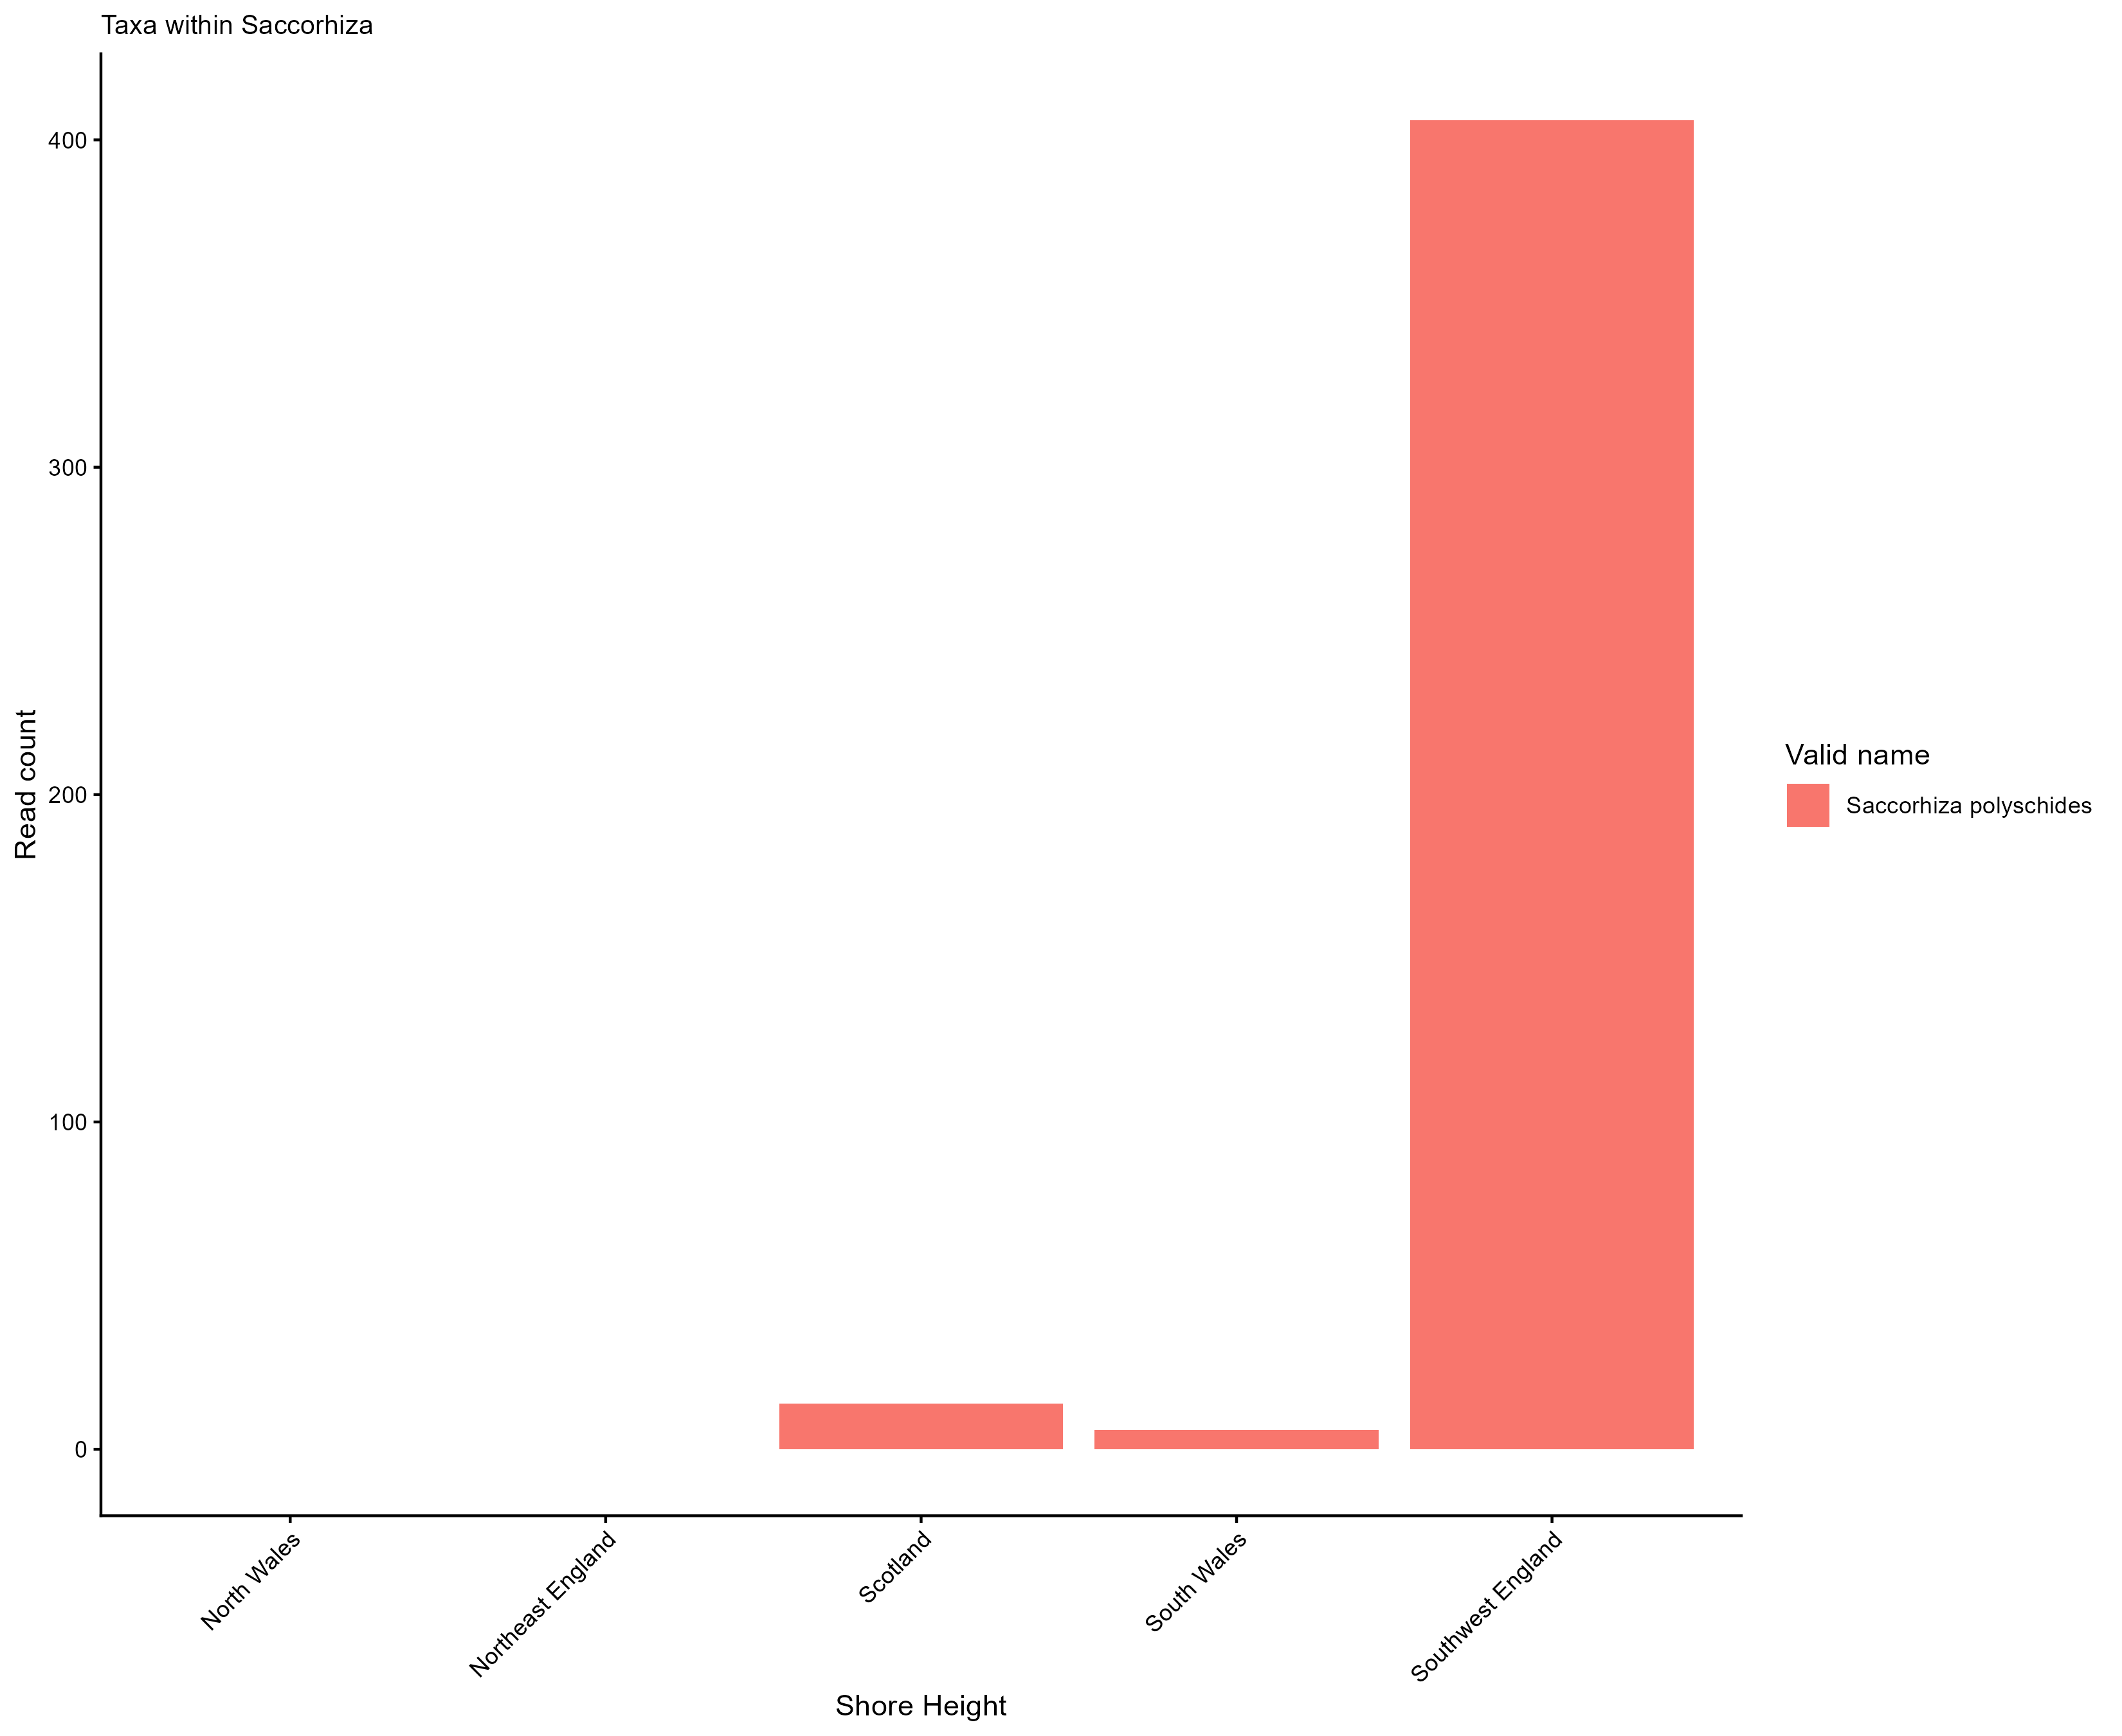 Taxa within Saccorhiza
400
300
200
100
0
Read count
North Wales
Northeast England
Scotland
South Wales
Southwest England
Shore Height
Valid name
Saccorhiza polyschides